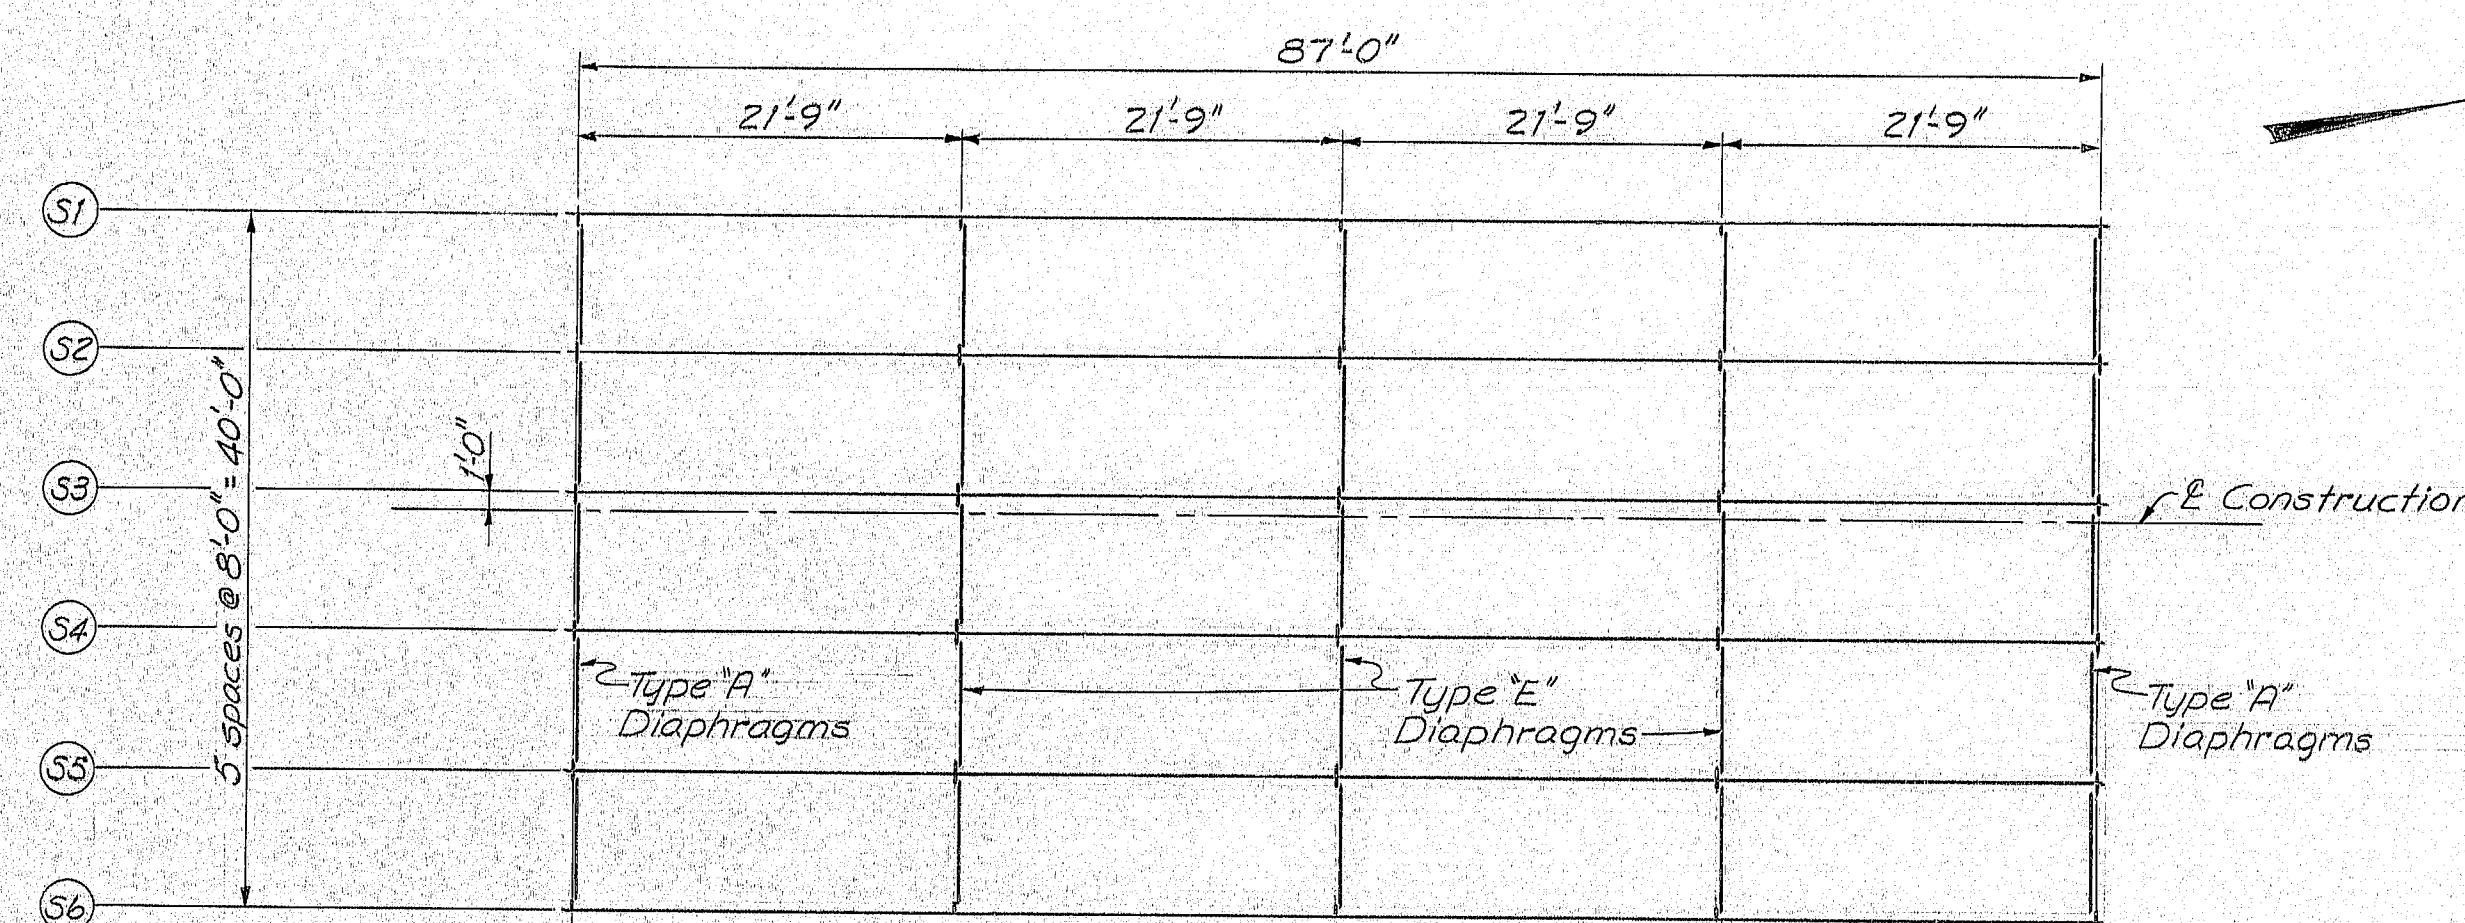 87'-0"
21'-9"
21'-9"
21'-9"
21'-9"
S1
S2
S3
S4
S5
S6
5 spaces @ 8'-0" = 40'-0"
1'-0"
℄ Construction
Type "A"
Diaphragms
Type "E"
Diaphragms
Type "A"
Diaphragms